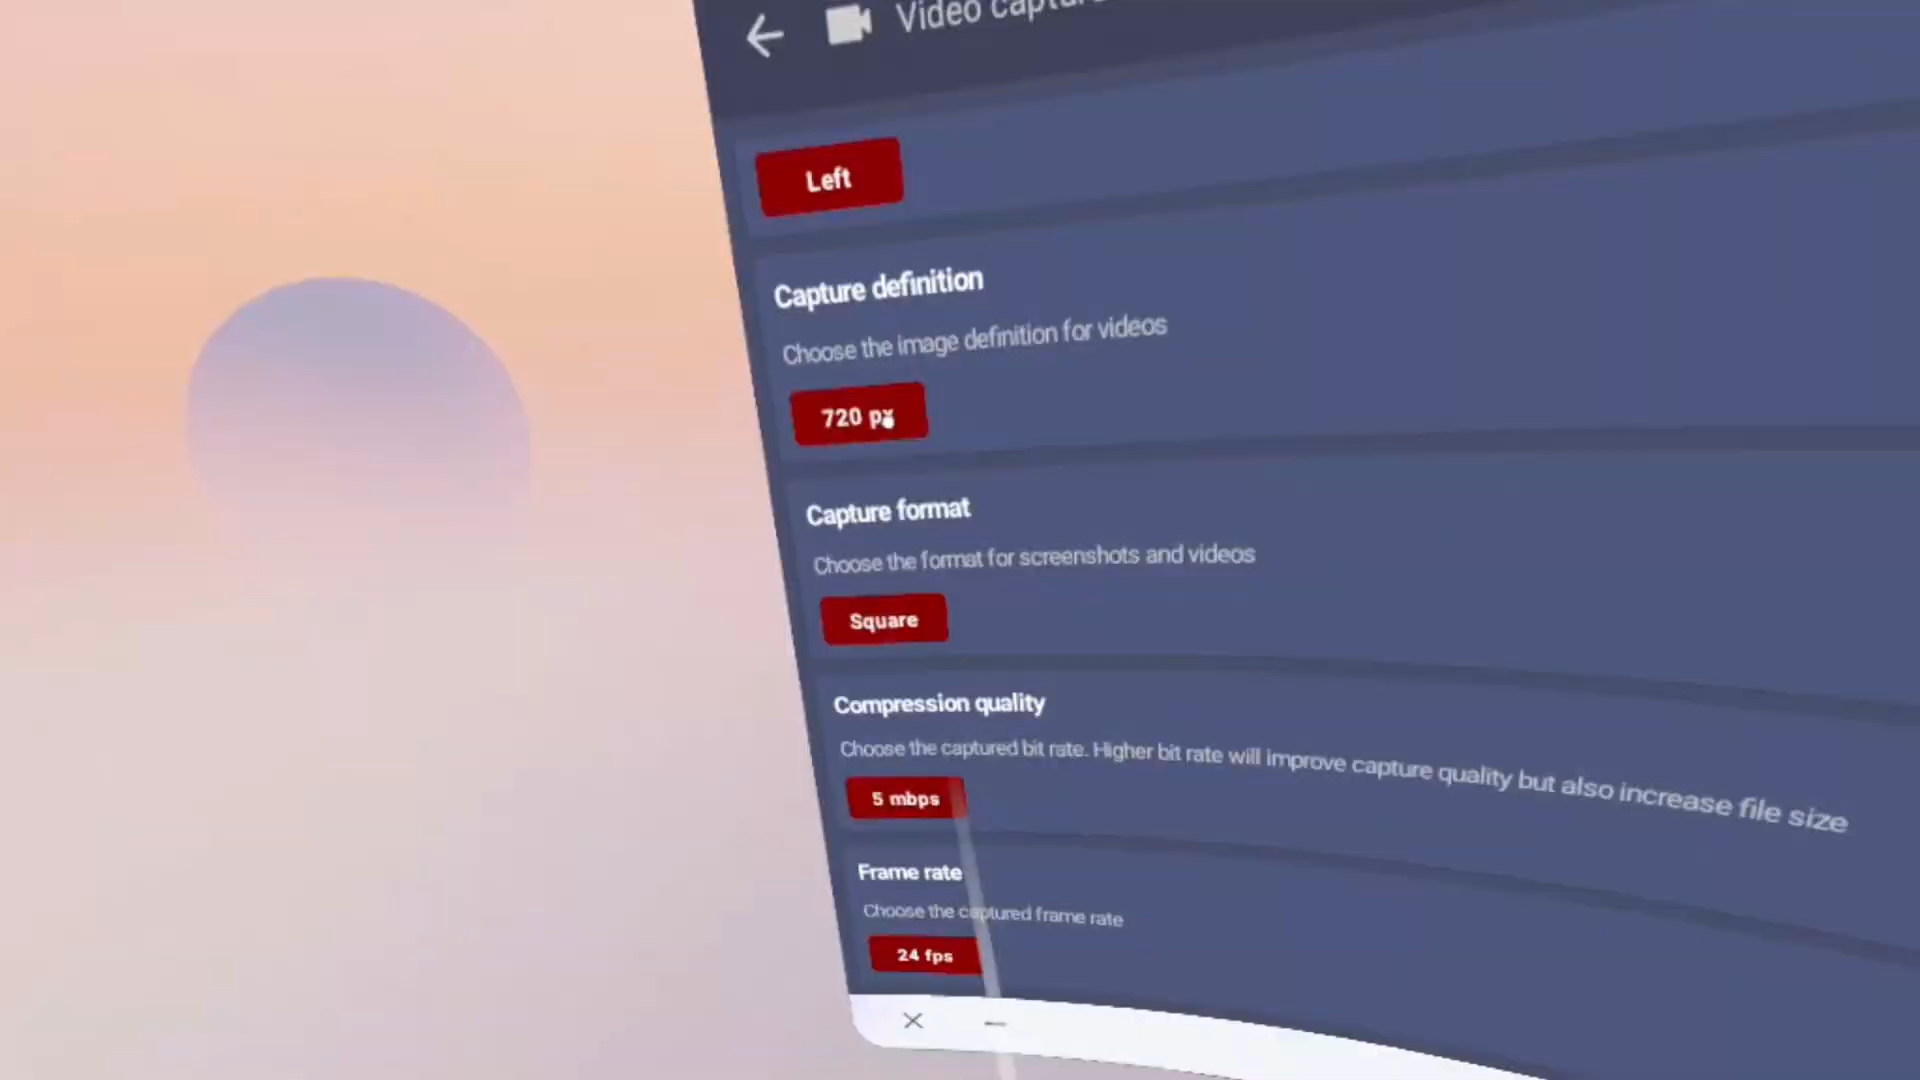 Video capture
Left
Capture definition
Choose the image definition for videos
720 px
Capture format
Choose the format for screenshots and videos
Square
Compression quality
Choose the captured bit rate. Higher bit rate will improve capture quality but also increase file size
5 mbps
Frame rate
Choose the captured frame rate
24 fps